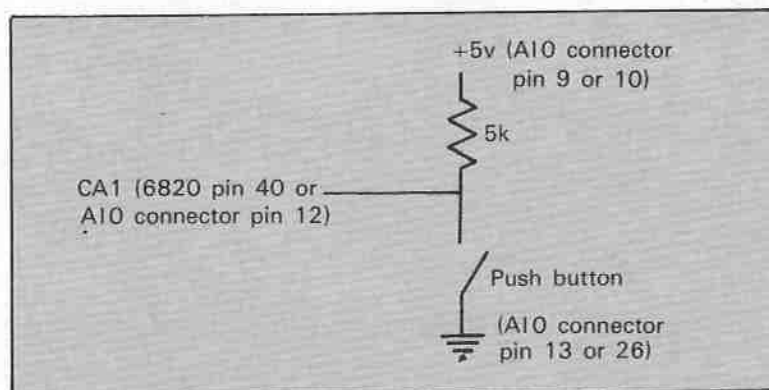 +5v (AIO connector
pin 9 or 10)
5k
CA1 (6820 pin 40 or
AIO connector pin 12)
Push button
(AIO connector
pin 13 or 26)